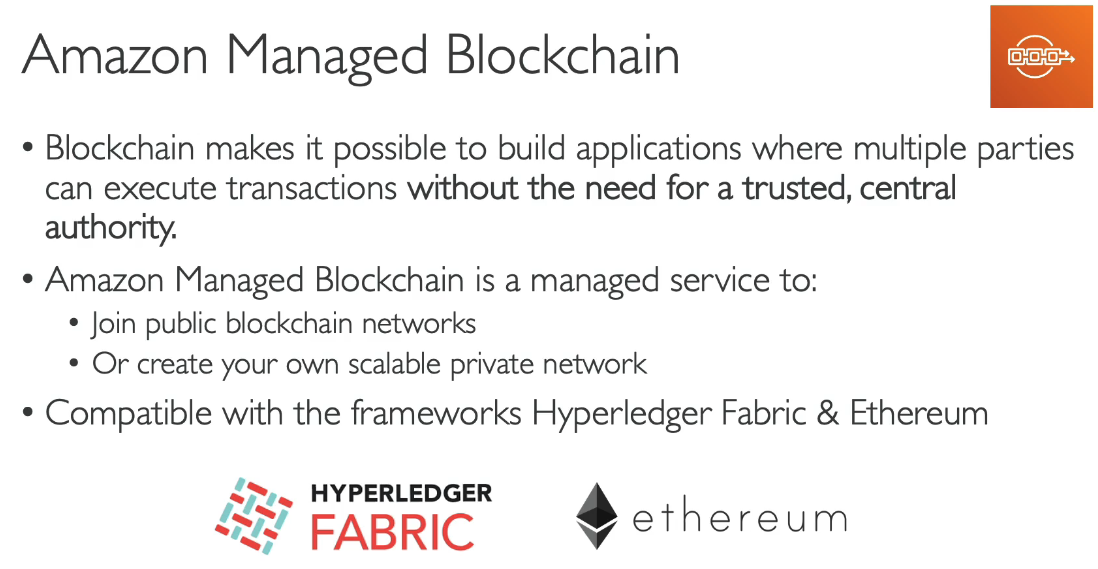 Amazon Managed Blockchain
• Blockchain makes it possible to build applications where multiple parties
can execute transactions without the need for a trusted, central
authority.
• Amazon Managed Blockchain is a managed service to:
• Join public blockchain networks
• Or create your own scalable private network
• Compatible with the frameworks Hyperledger Fabric & Ethereum
HYPERLEDGER
FABRIC
ethereum